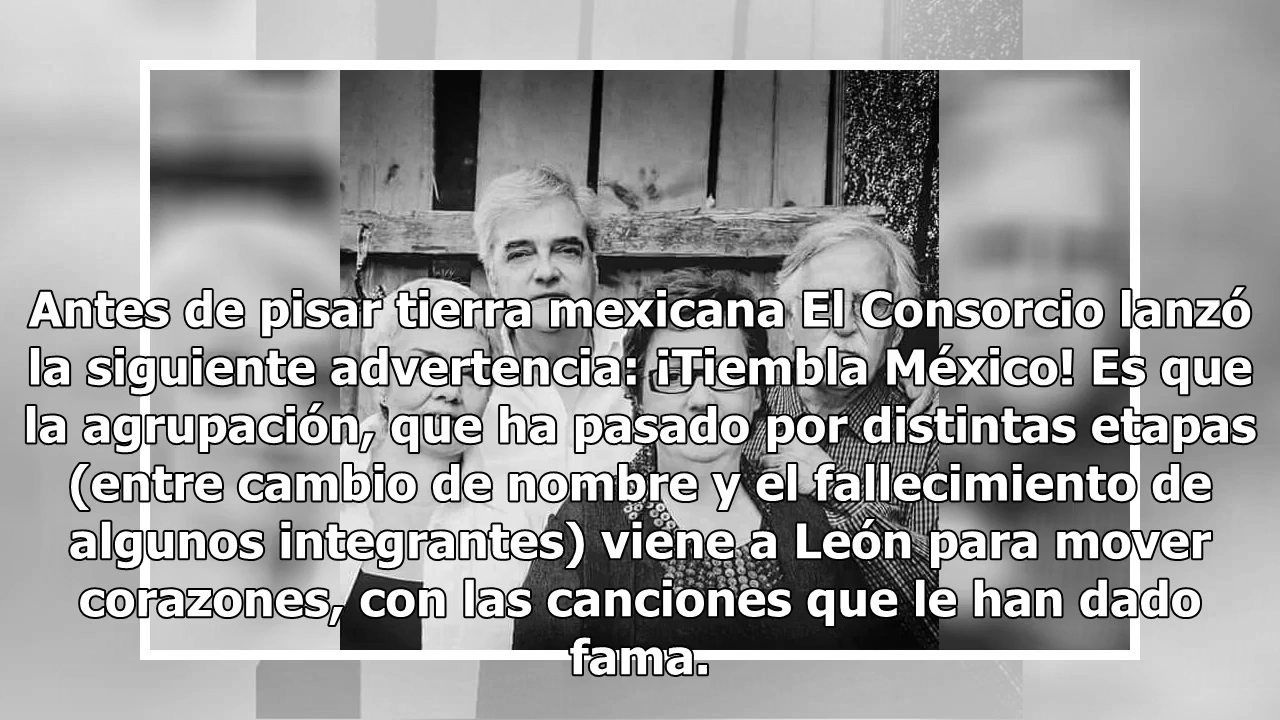 Antes de pisar tierra mexicana El Consorcio lanzó
la siguiente advertencia: ¡Tiembla México! Es que
la agrupación, que ha pasado por distintas etapas
(entre cambio de nombre y el fallecimiento de
algunos integrantes) viene a León para mover
corazones, con las canciones que le han dado
fama.